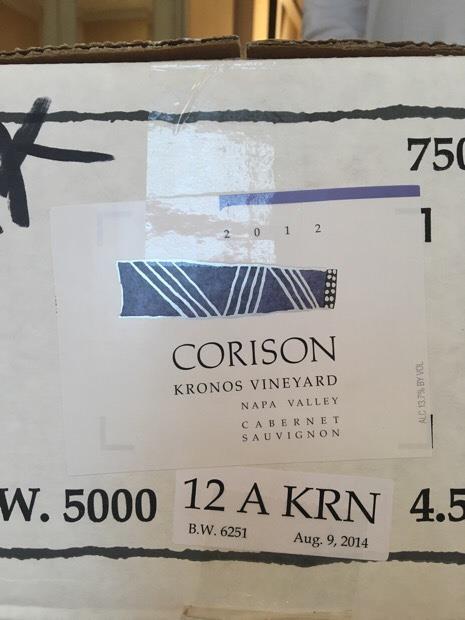 750
2012
CORISON
KRONOS VINEYARD
NAPA VALLEY
CABERNET
SAUVIGNON
ALC 13.7% BY VOL
W. 5000
12 A KRN
4.5
B.W. 6251 Aug. 9, 2014